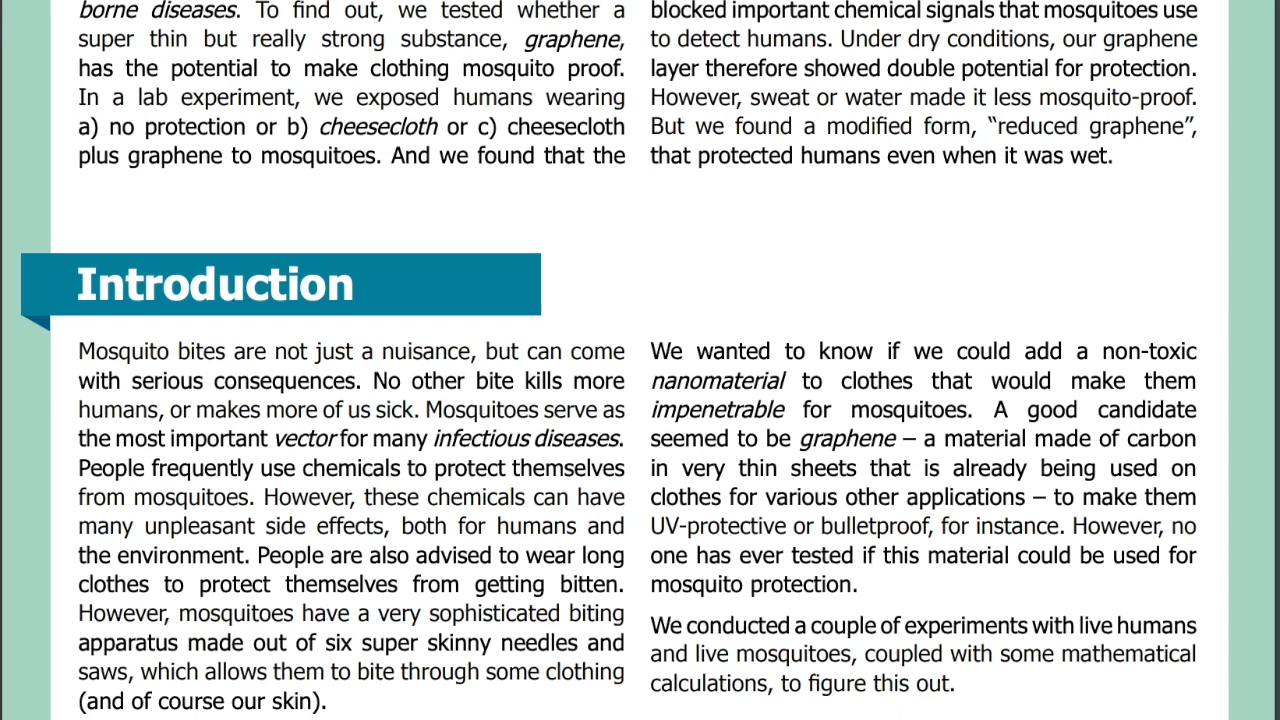 borne diseases. To find out, we tested whether a
super thin but really strong substance, graphene,
has the potential to make clothing mosquito proof.
In a lab experiment, we exposed humans wearing
a) no protection or b) cheesecloth or c) cheesecloth
plus graphene to mosquitoes. And we found that the
blocked important chemical signals that mosquitoes use
to detect humans. Under dry conditions, our graphene
layer therefore showed double potential for protection.
However, sweat or water made it less mosquito-proof.
But we found a modified form, “reduced graphene”,
that protected humans even when it was wet.
Introduction
Mosquito bites are not just a nuisance, but can come
with serious consequences. No other bite kills more
humans, or makes more of us sick. Mosquitoes serve as
the most important vector for many infectious diseases.
People frequently use chemicals to protect themselves
from mosquitoes. However, these chemicals can have
many unpleasant side effects, both for humans and
the environment. People are also advised to wear long
clothes to protect themselves from getting bitten.
However, mosquitoes have a very sophisticated biting
apparatus made out of six super skinny needles and
saws, which allows them to bite through some clothing
(and of course our skin).
We wanted to know if we could add a non-toxic
nanomaterial to clothes that would make them
impenetrable for mosquitoes. A good candidate
seemed to be graphene – a material made of carbon
in very thin sheets that is already being used on
clothes for various other applications – to make them
UV-protective or bulletproof, for instance. However, no
one has ever tested if this material could be used for
mosquito protection.
We conducted a couple of experiments with live humans
and live mosquitoes, coupled with some mathematical
calculations, to figure this out.